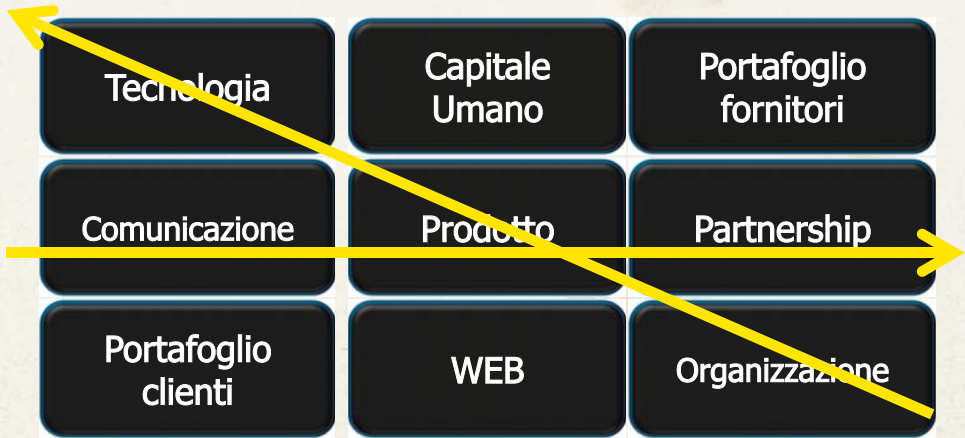 Tecnologia
Capitale
Umano
Portafoglio
fornitori
Comunicazione
Prodotto
Partnership
Portafoglio
clienti
WEB
Organizzazione